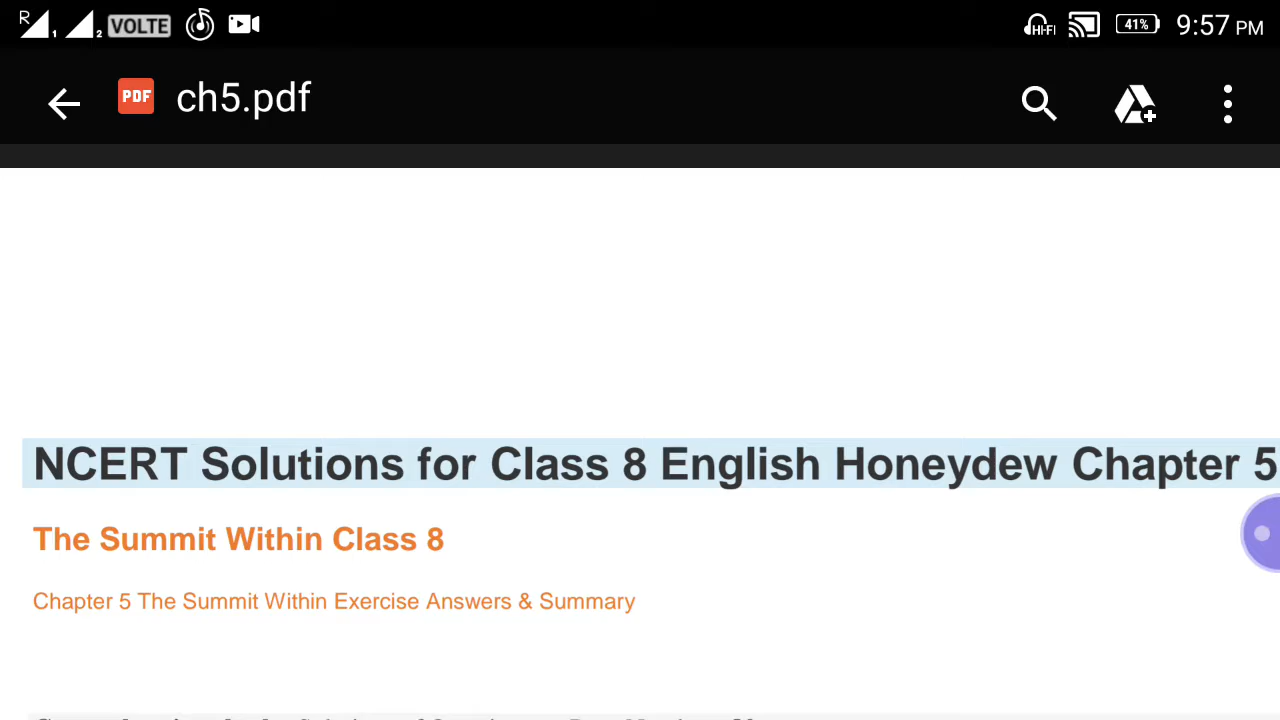 R 1 2 VOLTE HI-FI 41% 9:57 PM
PDF ch5.pdf
NCERT Solutions for Class 8 English Honeydew Chapter 5
The Summit Within Class 8
Chapter 5 The Summit Within Exercise Answers & Summary